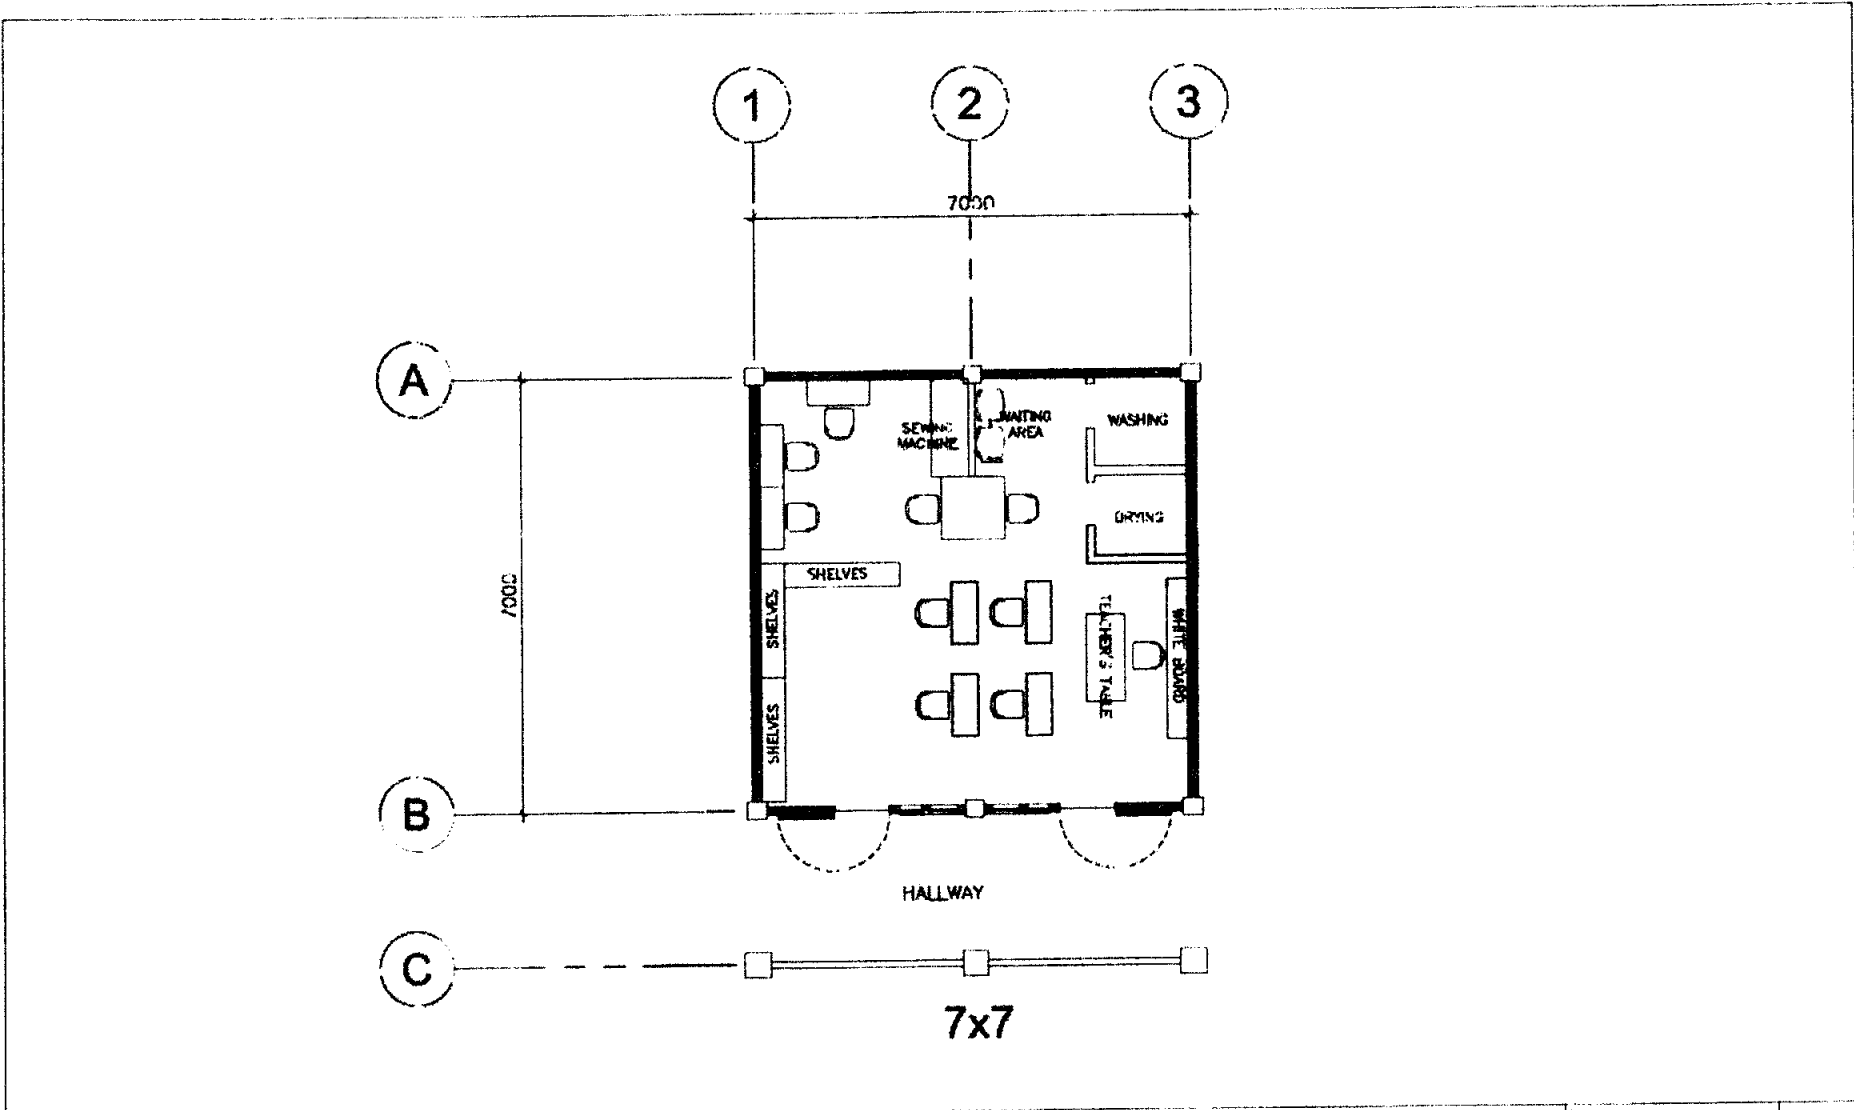 1
2
3
7000
A
SEWING
MACHINE
WAITING
AREA
WASHING
DRYING
SHELVES
7000
SHELVES
TEACHER'S TABLE
WHITE BOARD
SHELVES
B
HALLWAY
C
7x7